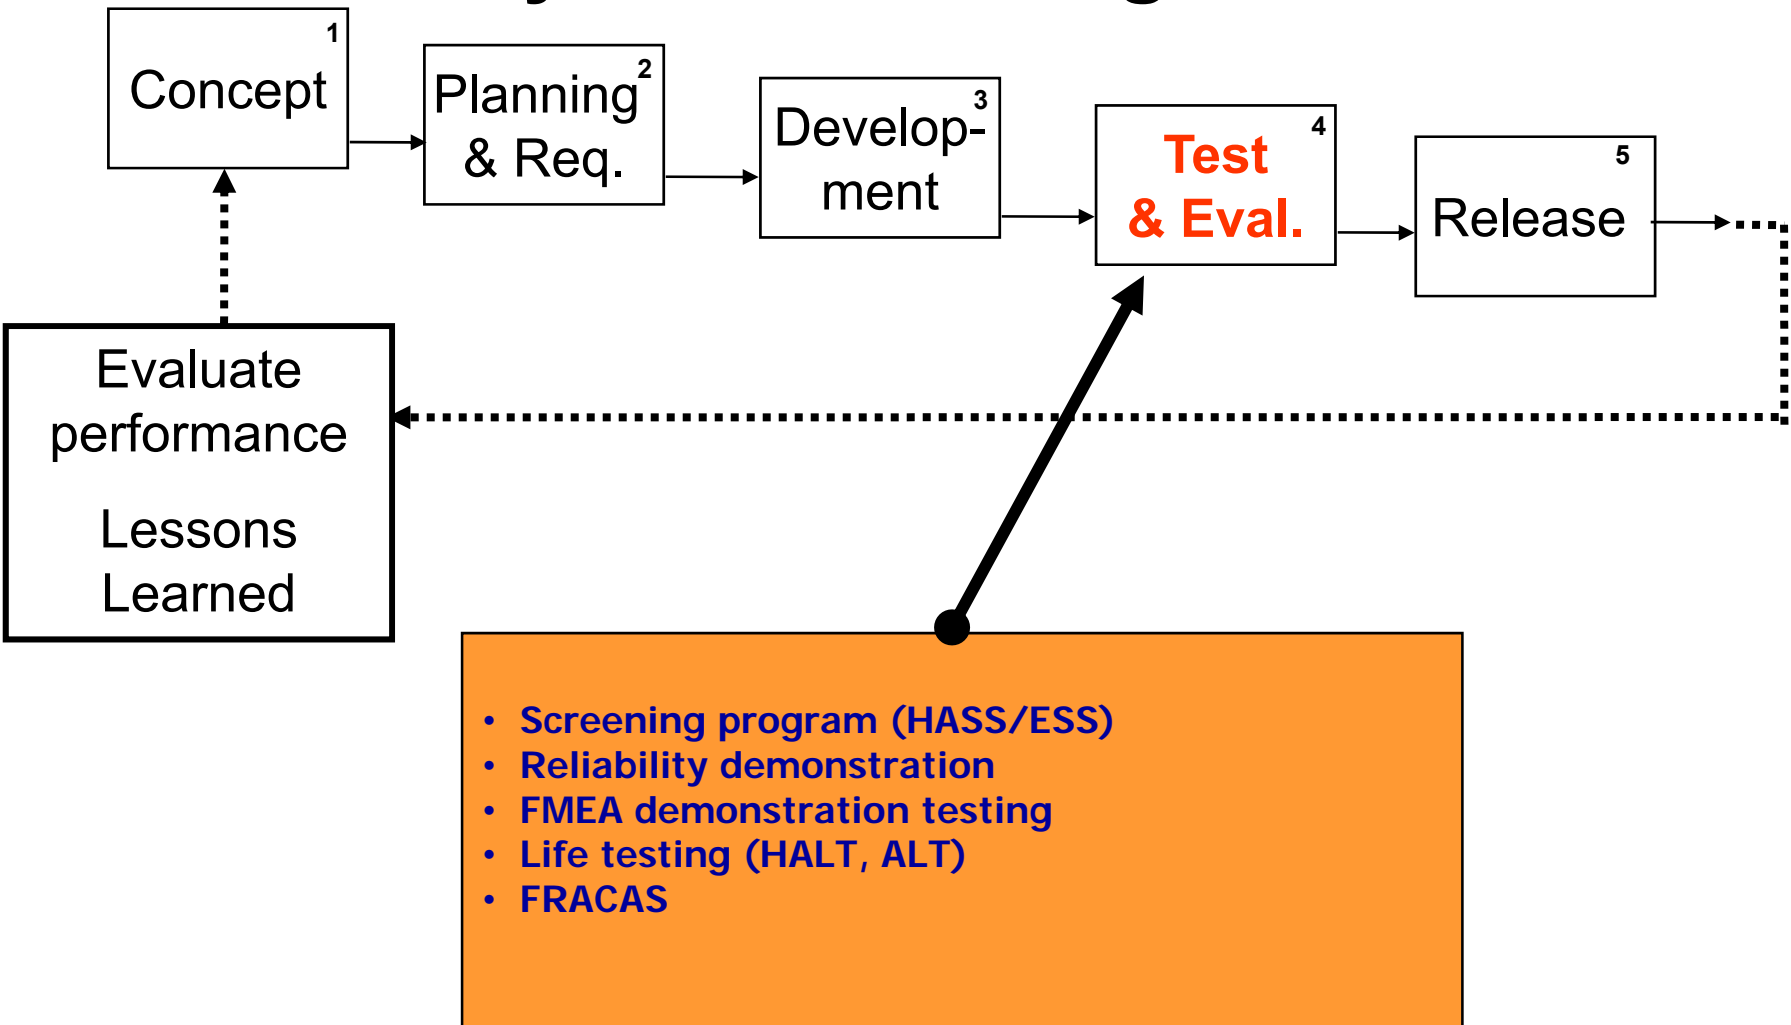 1
Concept
2
Planning
& Req.
3
Develop-
ment
4
Test
& Eval.
5
Release
Evaluate
performance
Lessons
Learned
• Screening program (HASS/ESS)
• Reliability demonstration
• FMEA demonstration testing
• Life testing (HALT, ALT)
• FRACAS